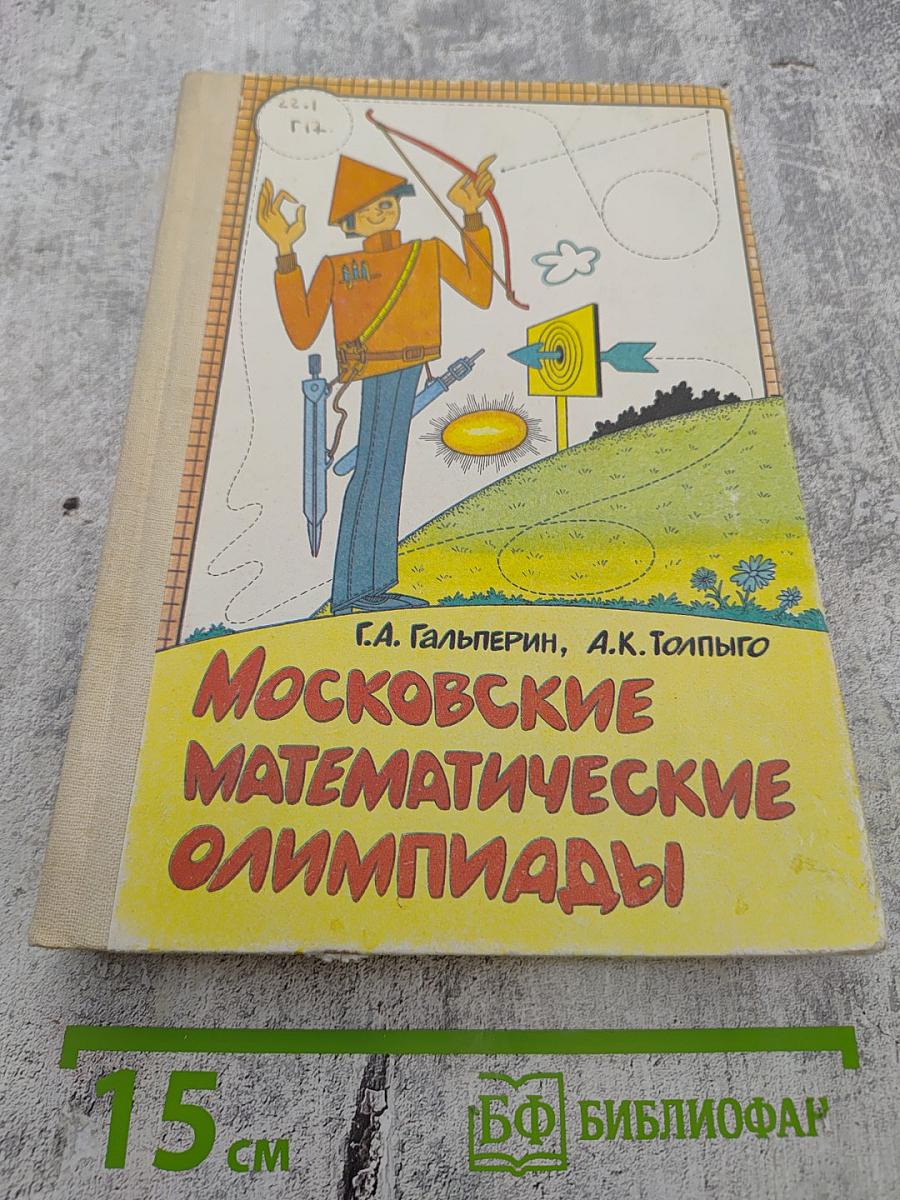 22.1
Г17.
Г.А. Гальперин, А.К. Толпыго
Московские
математические
олимпиады
15 см
БФ БИБЛИОФАН